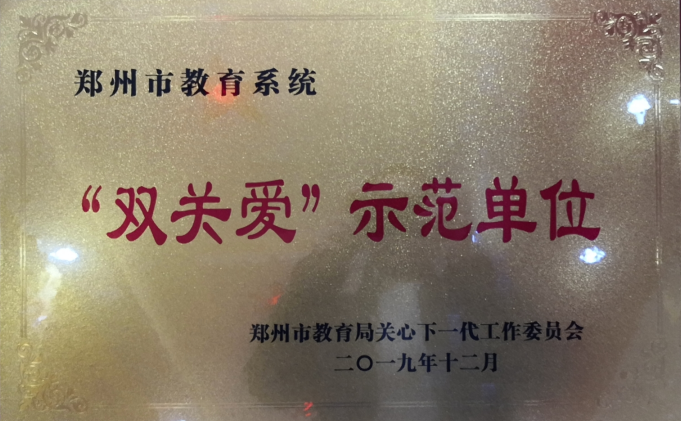 郑州市教育系统
“双关爱”示范单位
郑州市教育局关心下一代工作委员会
二〇一九年十二月